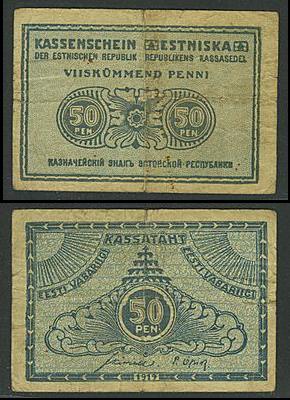 KASSENSCHEIN ESTNISKA
DER ESTNISCHEN REPUBLIK REPUBLIKENS KASSASEDEL
VIISKÜMMEND PENNI
50 PEN 50 PEN
КАЗНАЧЕЙСКІЙ ЗНАКЪ ЭСТОНСКОЙ РЕСПУБЛИКИ
KASSATÄHT
EESTI VABARIIGI EESTI VABARIIGI
50
PEN
1919